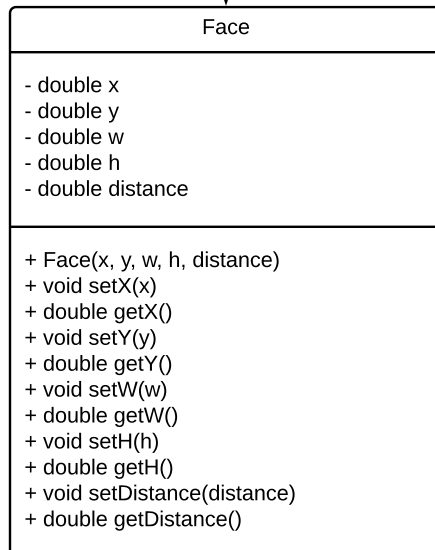 Face
- double x
- double y
- double w
- double h
- double distance
+ Face(x, y, w, h, distance)
+ void setX(x)
+ double getX()
+ void setY(y)
+ double getY()
+ void setW(w)
+ double getW()
+ void setH(h)
+ double getH()
+ void setDistance(distance)
+ double getDistance()